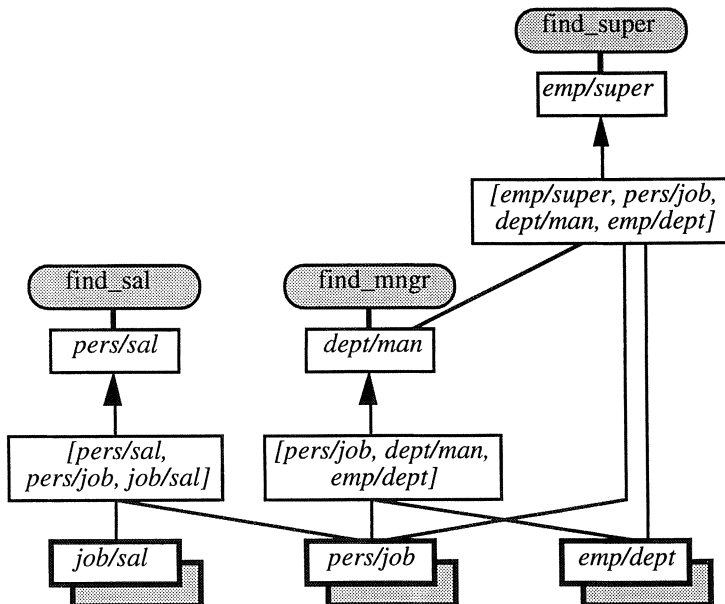 find_super
emp/super
[emp/super, pers/job,
dept/man, emp/dept]
find_sal
find_mngr
pers/sal
dept/man
[pers/sal,
pers/job, job/sal]
[pers/job, dept/man,
emp/dept]
job/sal
pers/job
emp/dept